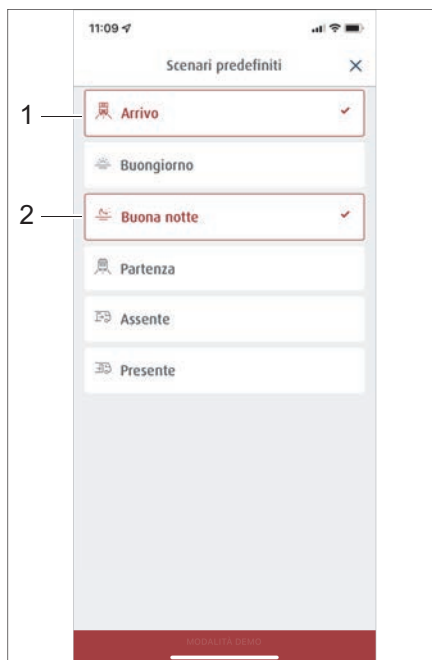 11:09
Scenari predefiniti
1
Arrivo
Buongiorno
2
Buona notte
Partenza
Assente
Presente
MODALITÀ DEMO